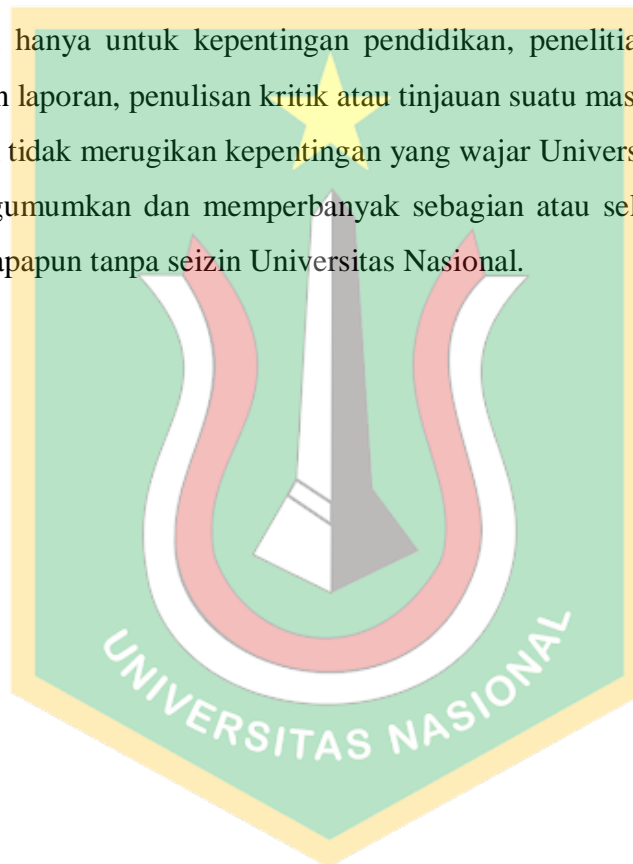 hanya untuk kepentingan pendidikan, penelitia
laporan, penulisan kritik atau tinjauan suatu mas
tidak merugikan kepentingan yang wajar Univers
gumumkan dan memperbanyak sebagian atau sel
apapun tanpa seizin Universitas Nasional.
UNIVERSITAS NASIONAL